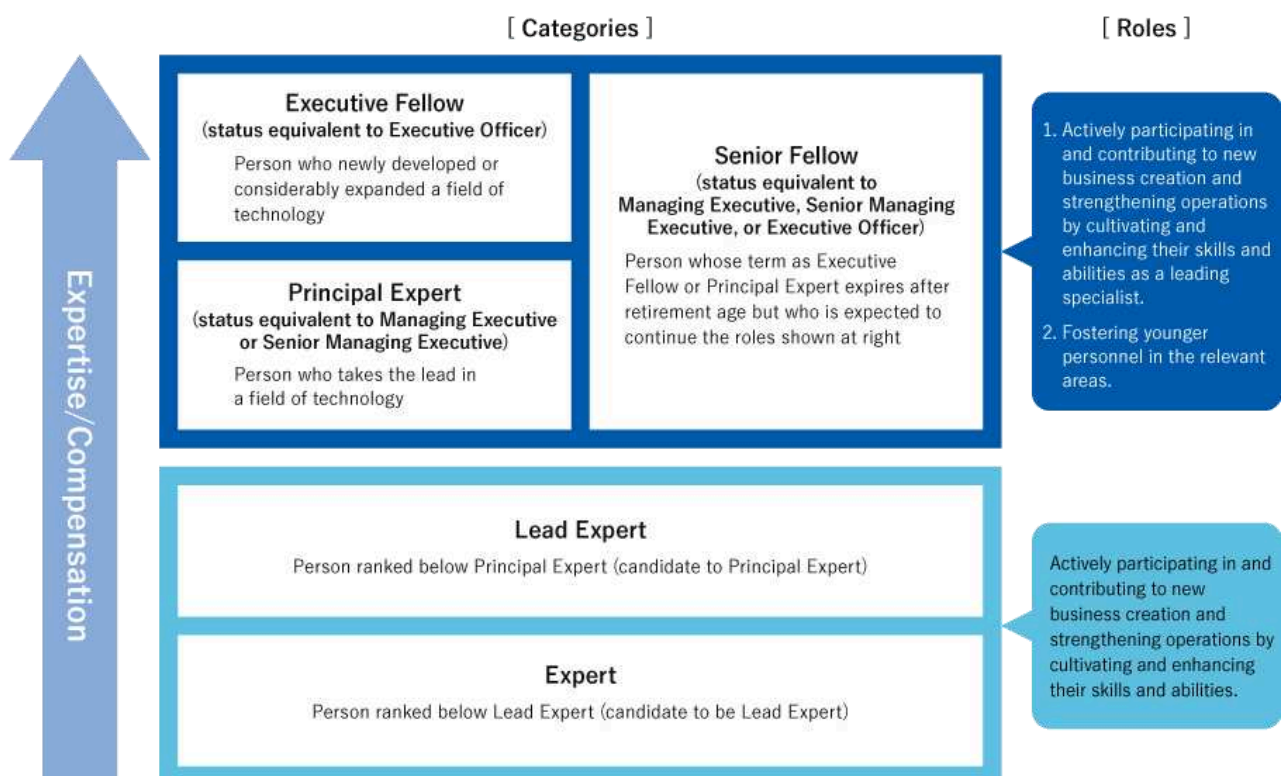 [ Categories ]
[ Roles ]
Expertise/Compensation
Executive Fellow
(status equivalent to Executive Officer)
Person who newly developed or
considerably expanded a field of
technology
Principal Expert
(status equivalent to Managing Executive
or Senior Managing Executive)
Person who takes the lead in
a field of technology
Senior Fellow
(status equivalent to
Managing Executive, Senior Managing
Executive, or Executive Officer)
Person whose term as Executive
Fellow or Principal Expert expires after
retirement age but who is expected to
continue the roles shown at right
1. Actively participating in
and contributing to new
business creation and
strengthening operations
by cultivating and
enhancing their skills and
abilities as a leading
specialist.
2. Fostering younger
personnel in the relevant
areas.
Lead Expert
Person ranked below Principal Expert (candidate to Principal Expert)
Expert
Person ranked below Lead Expert (candidate to be Lead Expert)
Actively participating in and
contributing to new
business creation and
strengthening operations by
cultivating and enhancing
their skills and abilities.